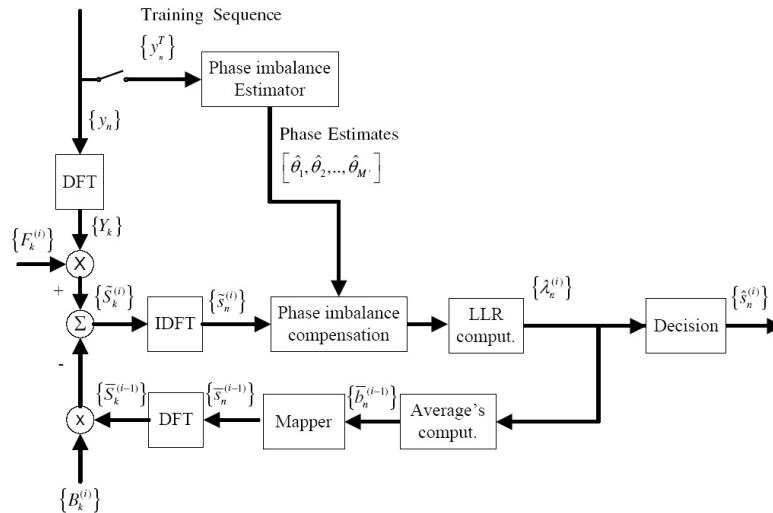 Training Sequence
{y_n^T}
Phase imbalance
Estimator
{y_n}
Phase Estimates
[θ̂_1, θ̂_2, .., θ̂_M']
DFT
{Y_k}
{F_k^(i)}
X
+
{S̃_k^(i)}
{s̃_n^(i)}
{λ̂_n^(i)}
{ŝ_n^(i)}
Σ
IDFT
Phase imbalance
compensation
LLR
comput.
Decision
-
{S̅_k^(i-1)}
{s̅_n^(i-1)}
{b̅_n^(i-1)}
X
DFT
Mapper
Average's
comput.
{B_k^(i)}